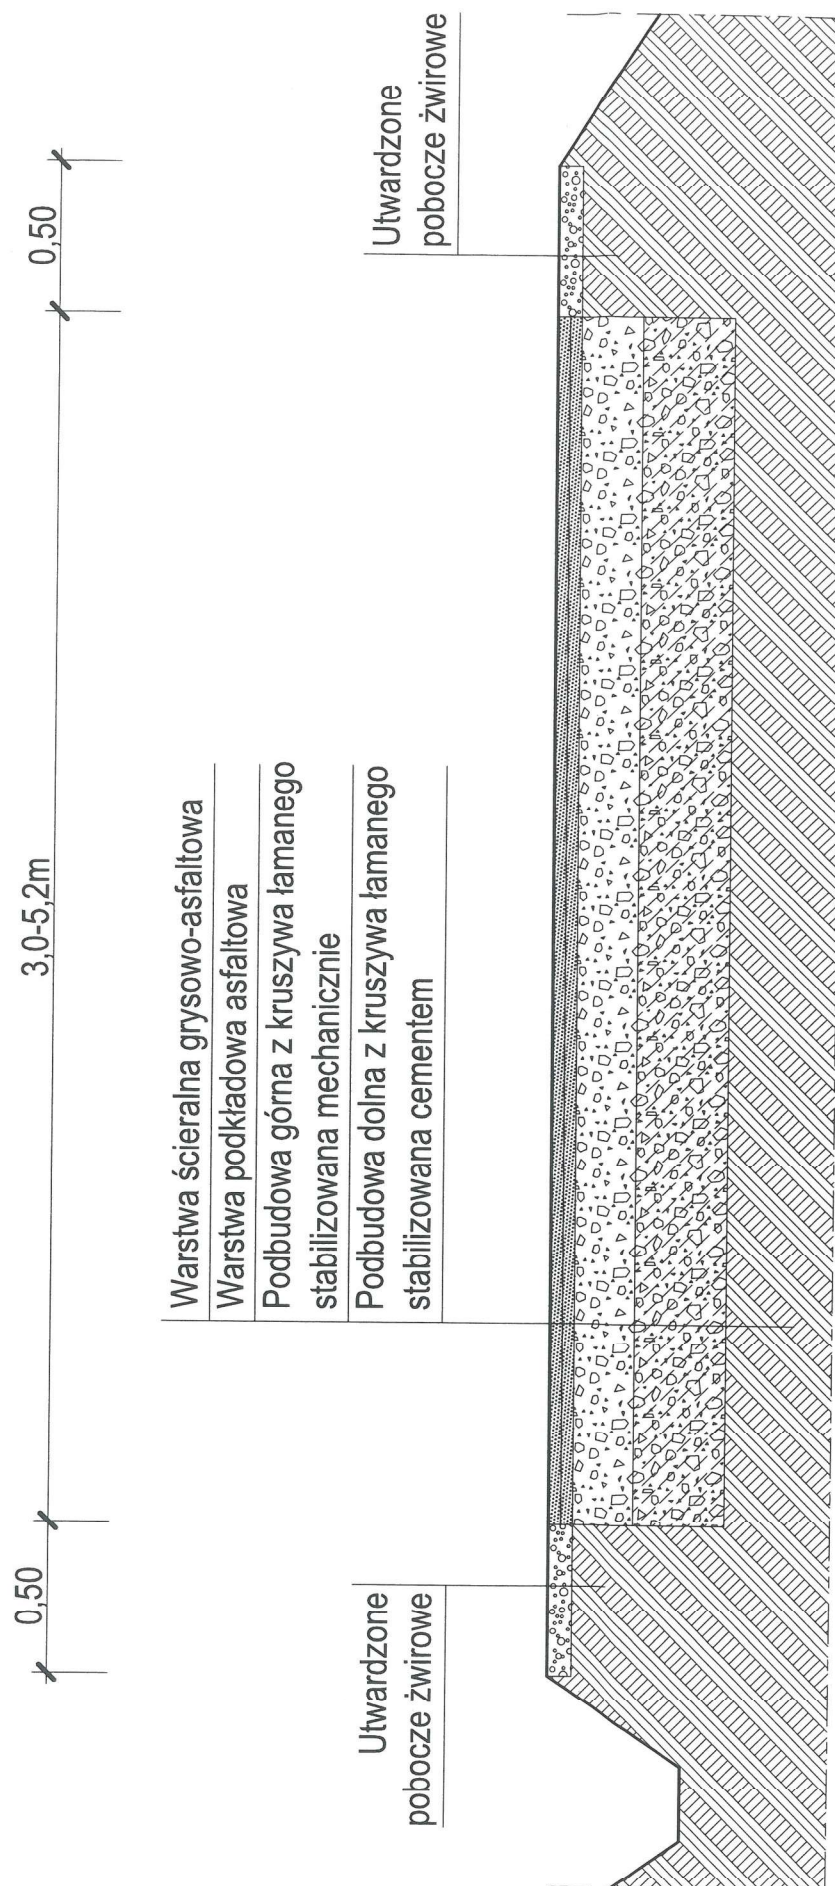 0,50
3,0-5,2m
0,50
Warstwa ścieralna grysowo-asfaltowa
Warstwa podkładowa asfaltowa
Podbudowa górna z kruszywa łamanego
stabilizowana mechanicznie
Podbudowa dolna z kruszywa łamanego
stabilizowana cementem
Utwardzone
pobocze żwirowe
Utwardzone
pobocze żwirowe